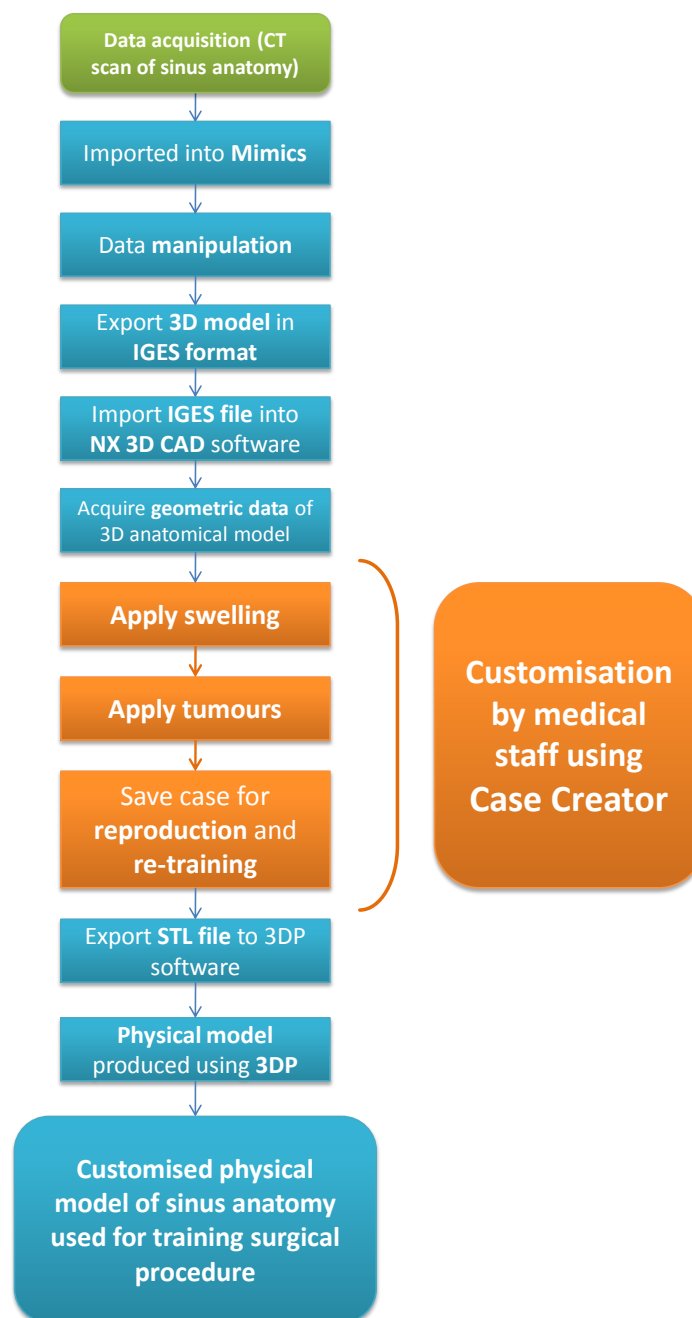 Data acquisition (CT
scan of sinus anatomy)
Imported into Mimics
Data manipulation
Export 3D model in
IGES format
Import IGES file into
NX 3D CAD software
Acquire geometric data of
3D anatomical model
Apply swelling
Apply tumours
Save case for
reproduction and
re-training
Customisation
by medical
staff using
Case Creator
Export STL file to 3DP
software
Physical model
produced using 3DP
Customised physical
model of sinus anatomy
used for training surgical
procedure